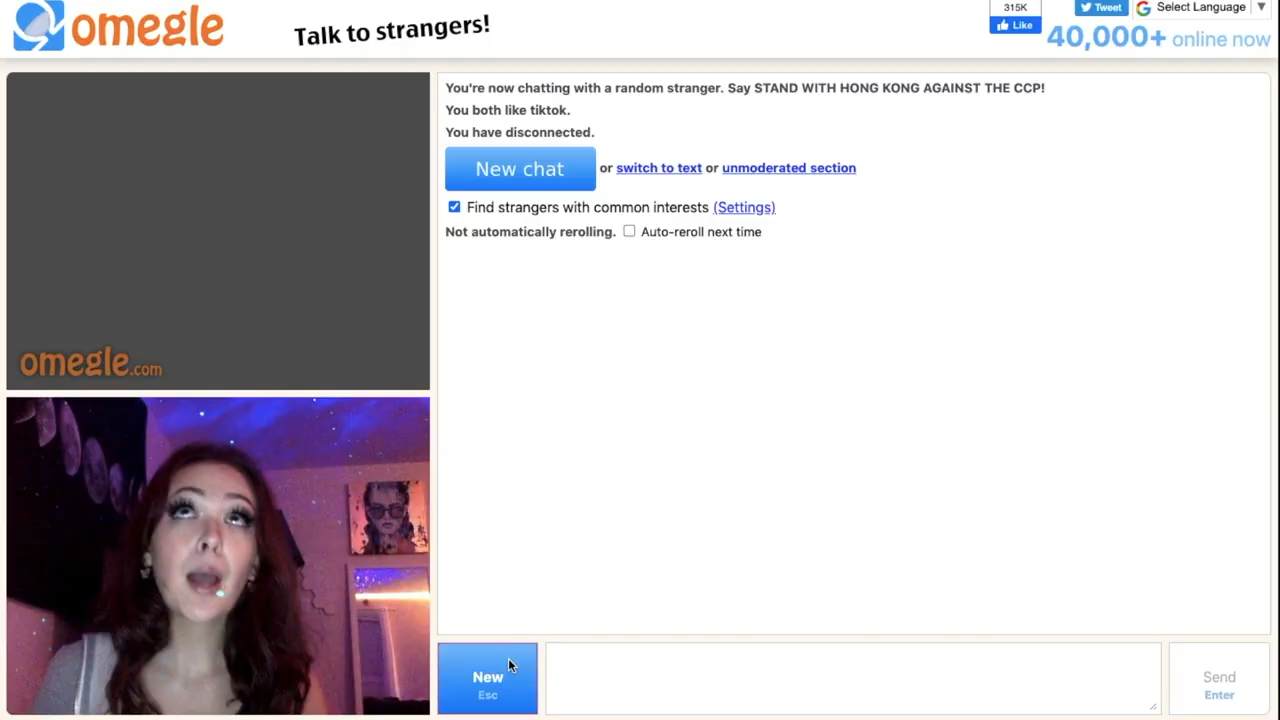 omegle
Talk to strangers!
315K
Like
Tweet
Select Language ▼
40,000+ online now
You're now chatting with a random stranger. Say STAND WITH HONG KONG AGAINST THE CCP!
You both like tiktok.
You have disconnected.
New chat or switch to text or unmoderated section
Find strangers with common interests (Settings)
Not automatically rerolling. Auto-reroll next time
omegle.com
New
Esc
Send
Enter